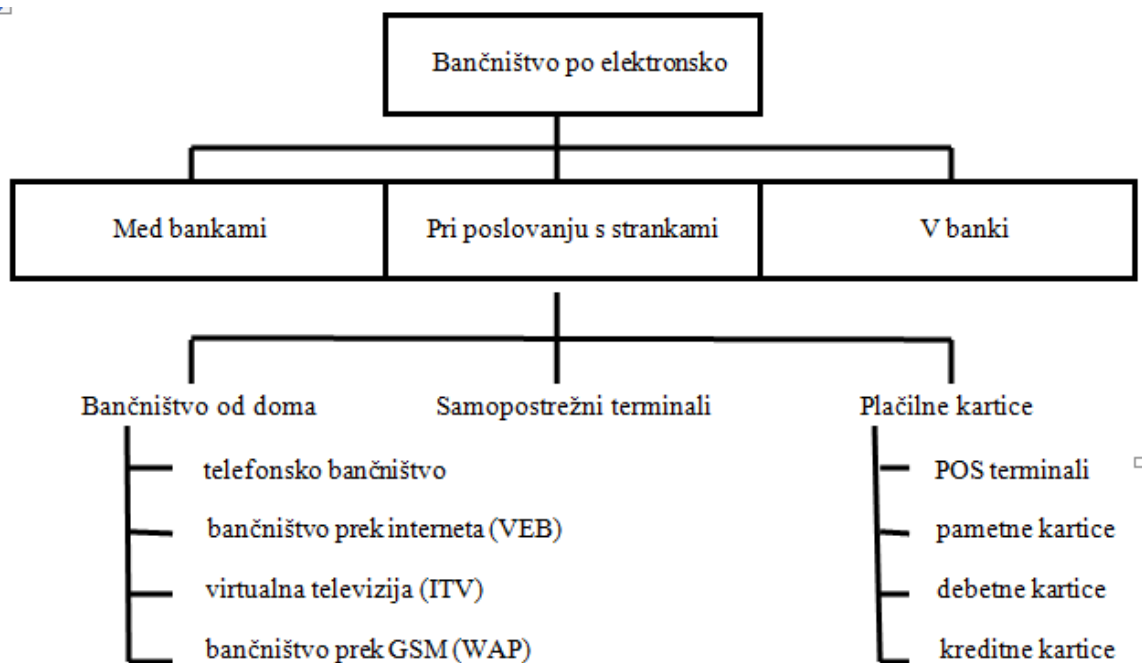 Bančništvo po elektronsko
Med bankami
Pri poslovanju s strankami
V banki
Bančništvo od doma
Samopostrežni terminali
Plačilne kartice
telefonsko bančništvo
POS terminali
bančništvo prek interneta (VEB)
pametne kartice
virtualna televizija (ITV)
debetne kartice
bančništvo prek GSM (WAP)
kreditne kartice